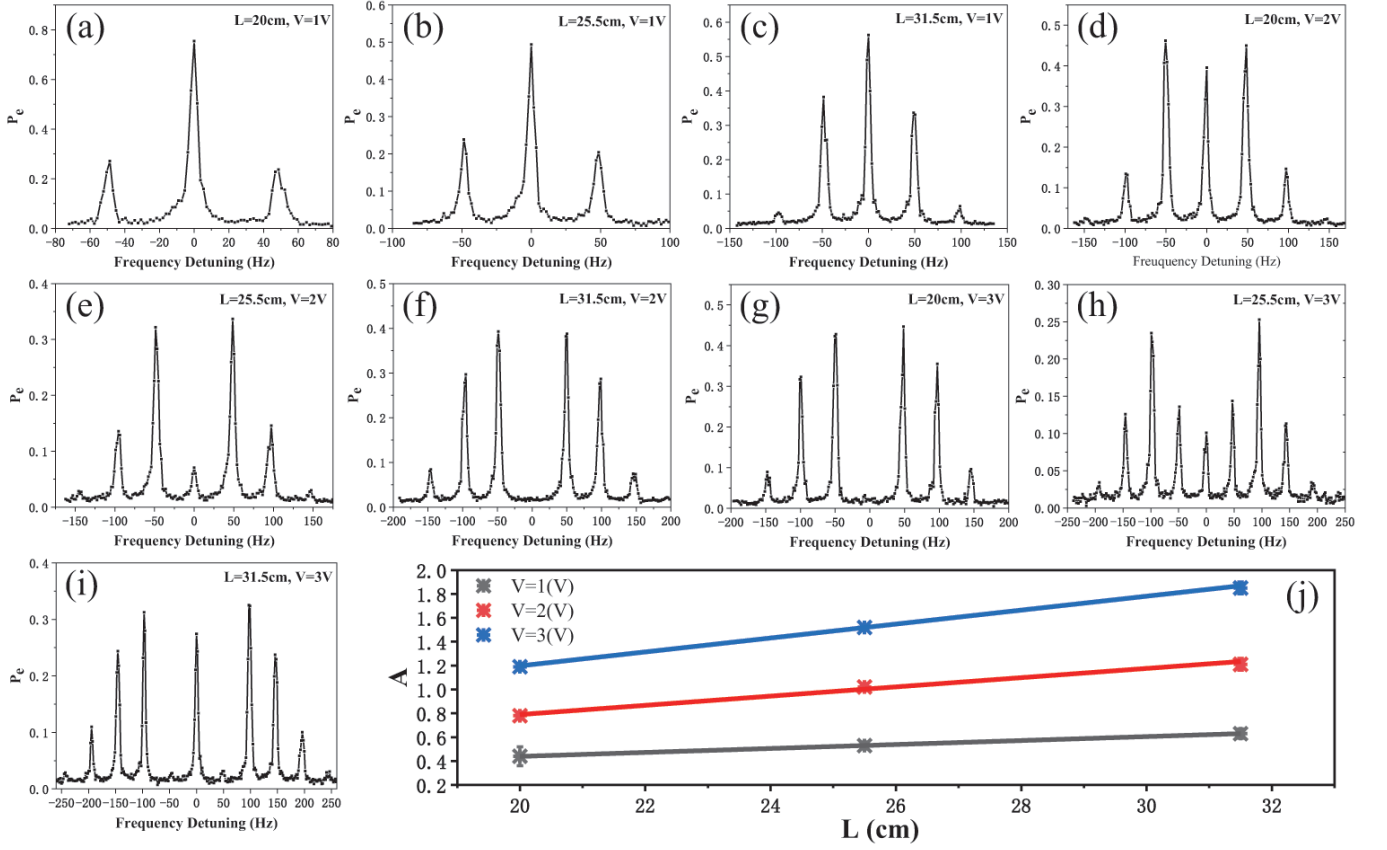 (a)
L=20cm, V=1V
0.8
0.6
0.4
0.2
0.0
Pe
-80 -60 -40 -20 0 20 40 60 80
Frequency Detuning (Hz)
(b)
L=25.5cm, V=1V
0.6
0.5
0.4
0.3
0.2
0.1
0.0
Pe
-100 -50 0 50 100
Frequency Detuning (Hz)
(c)
L=31.5cm, V=1V
0.6
0.5
0.4
0.3
0.2
0.1
0.0
Pe
-150 -100 -50 0 50 100 150
Frequency Detuning (Hz)
(d)
L=20cm, V=2V
0.5
0.4
0.3
0.2
0.1
0.0
Pe
-150 -100 -50 0 50 100 150
Freuquency Detuning (Hz)
(e)
L=25.5cm, V=2V
0.4
0.3
0.2
0.1
0.0
Pe
-150 -100 -50 0 50 100 150
Frequency Detuning (Hz)
(f)
L=31.5cm, V=2V
0.5
0.4
0.3
0.2
0.1
0.0
Pe
-200 -150 -100 -50 0 50 100 150 200
Frequency Detuning (Hz)
(g)
L=20cm, V=3V
0.5
0.4
0.3
0.2
0.1
0.0
Pe
-200 -150 -100 -50 0 50 100 150 200
Frequency Detuning (Hz)
(h)
L=25.5cm, V=3V
0.30
0.25
0.20
0.15
0.10
0.05
0.00
Pe
-250 -200 -150 -100 -50 0 50 100 150 200 250
Frequency Detuning (Hz)
(i)
L=31.5cm, V=3V
0.4
0.3
0.2
0.1
0.0
Pe
-250 -200 -150 -100 -50 0 50 100 150 200 250
Frequency Detuning (Hz)
(j)
V=1(V)
V=2(V)
V=3(V)
2.0
1.8
1.6
1.4
1.2
1.0
0.8
0.6
0.4
0.2
A
20 22 24 26 28 30 32
L (cm)